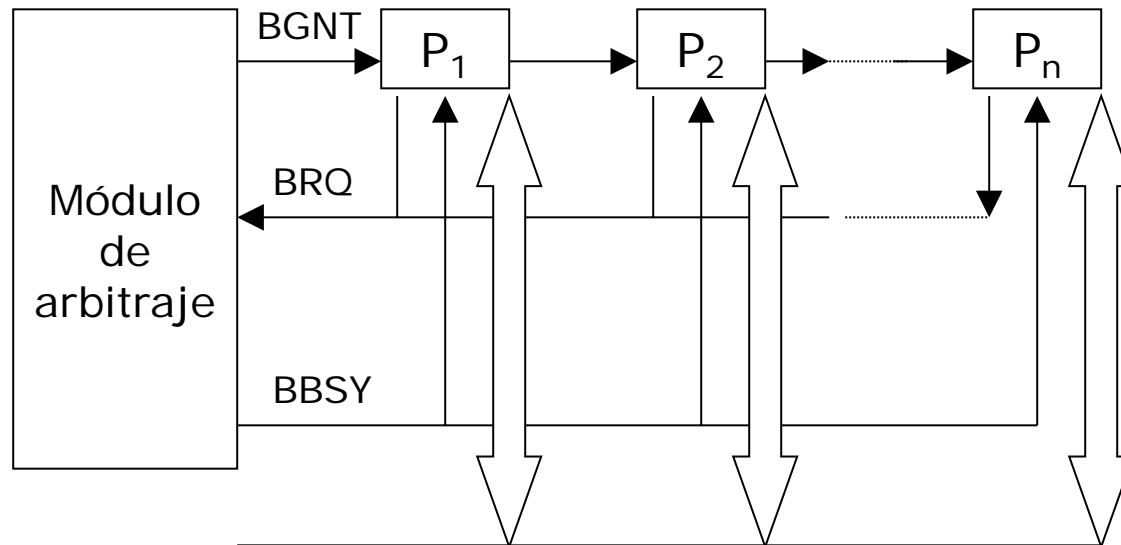 BGNT
P1
P2
Pn
BRQ
Módulo
de
arbitraje
BBSY